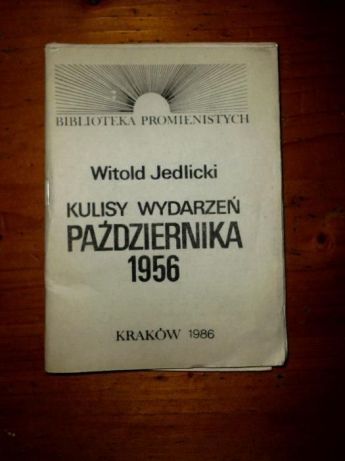 BIBLIOTEKA PROMIENISTYCH
Witold Jedlicki
KULISY WYDARZEŃ
PAŹDZIERNIKA
1956
KRAKÓW 1986